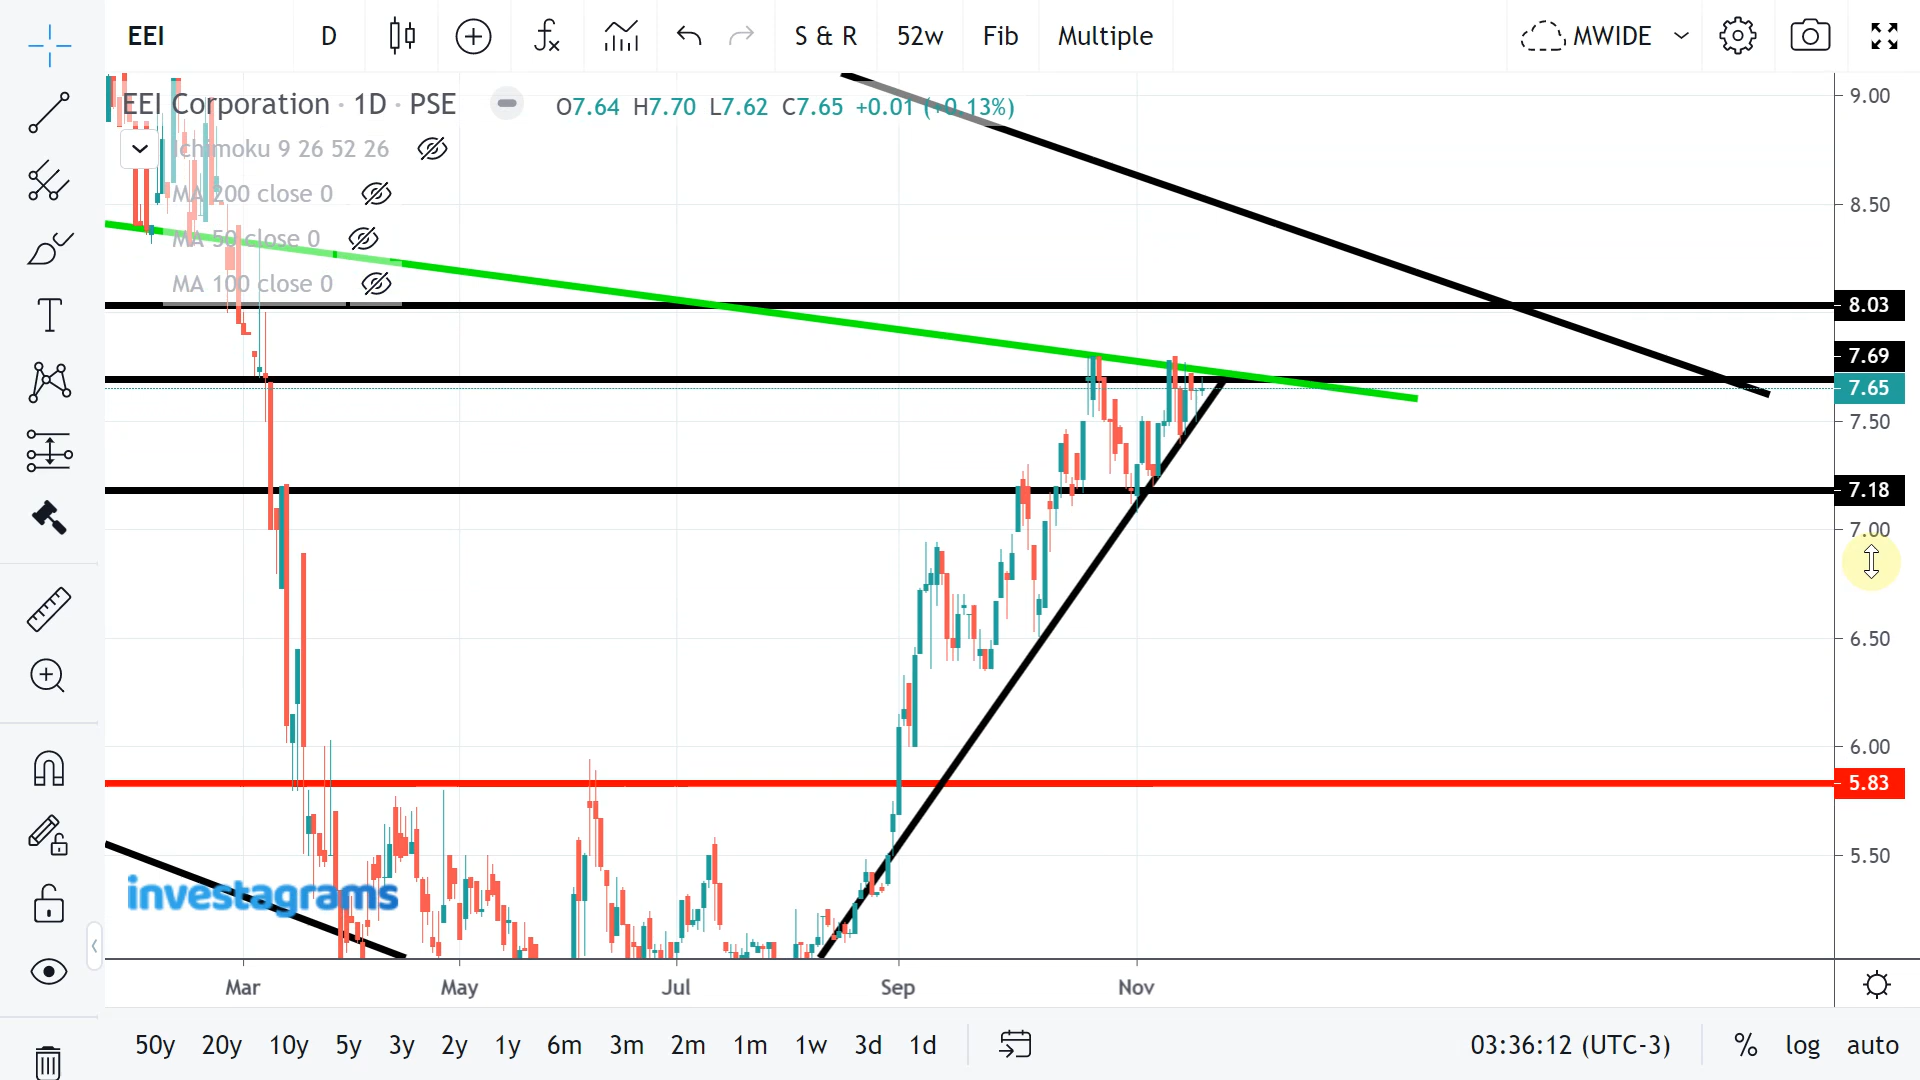 EEI D S & R 52w Fib Multiple MWIDE
EEI Corporation · 1D · PSE O7.64 H7.70 L7.62 C7.65 +0.01 (+0.13%)
Ichimoku 9 26 52 26
MA 200 close 0
MA 50 close 0
MA 100 close 0
9.00
8.50
8.03
7.69
7.65
7.50
7.18
7.00
6.50
6.00
5.83
5.50
investagrams
Mar May Jul Sep Nov
50y 20y 10y 5y 3y 2y 1y 6m 3m 2m 1m 1w 3d 1d 03:36:12 (UTC-3) % log auto